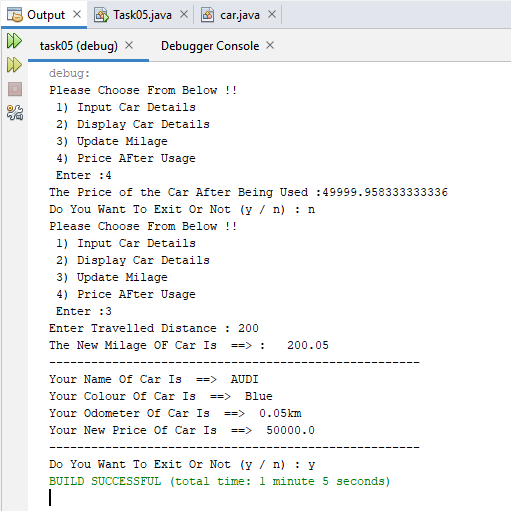 Output × Task05.java × car.java ×
task05 (debug) × Debugger Console ×
debug:
Please Choose From Below !!
1) Input Car Details
2) Display Car Details
3) Update Milage
4) Price AFter Usage
Enter :4
The Price of the Car After Being Used :49999.958333333336
Do You Want To Exit Or Not (y / n) : n
Please Choose From Below !!
1) Input Car Details
2) Display Car Details
3) Update Milage
4) Price AFter Usage
Enter :3
Enter Travelled Distance : 200
The New Milage OF Car Is  ==> :   200.05
----------------------------------------------------
Your Name Of Car Is  ==>  AUDI
Your Colour Of Car Is  ==>  Blue
Your Odometer Of Car Is  ==>  0.05km
Your New Price Of Car Is  ==>  50000.0
----------------------------------------------------
Do You Want To Exit Or Not (y / n) : y
BUILD SUCCESSFUL (total time: 1 minute 5 seconds)